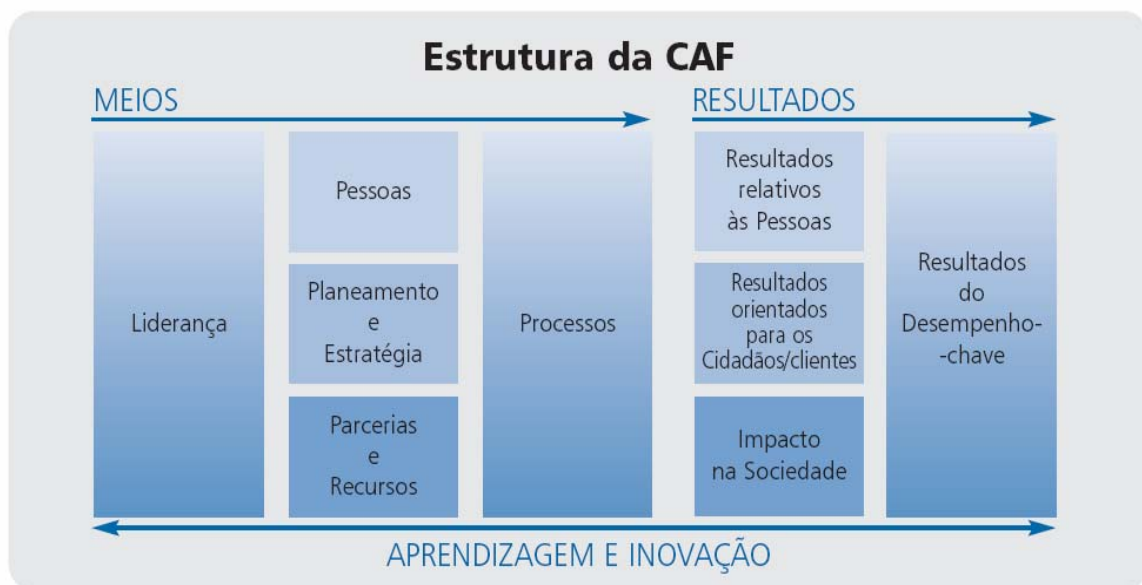 Estrutura da CAF
MEIOS
RESULTADOS
Liderança
Pessoas
Planeamento
e
Estratégia
Parcerias
e
Recursos
Processos
Resultados
relativos
às Pessoas
Resultados
orientados
para os
Cidadãos/clientes
Impacto
na Sociedade
Resultados
do
Desempenho-
-chave
APRENDIZAGEM E INOVAÇÃO